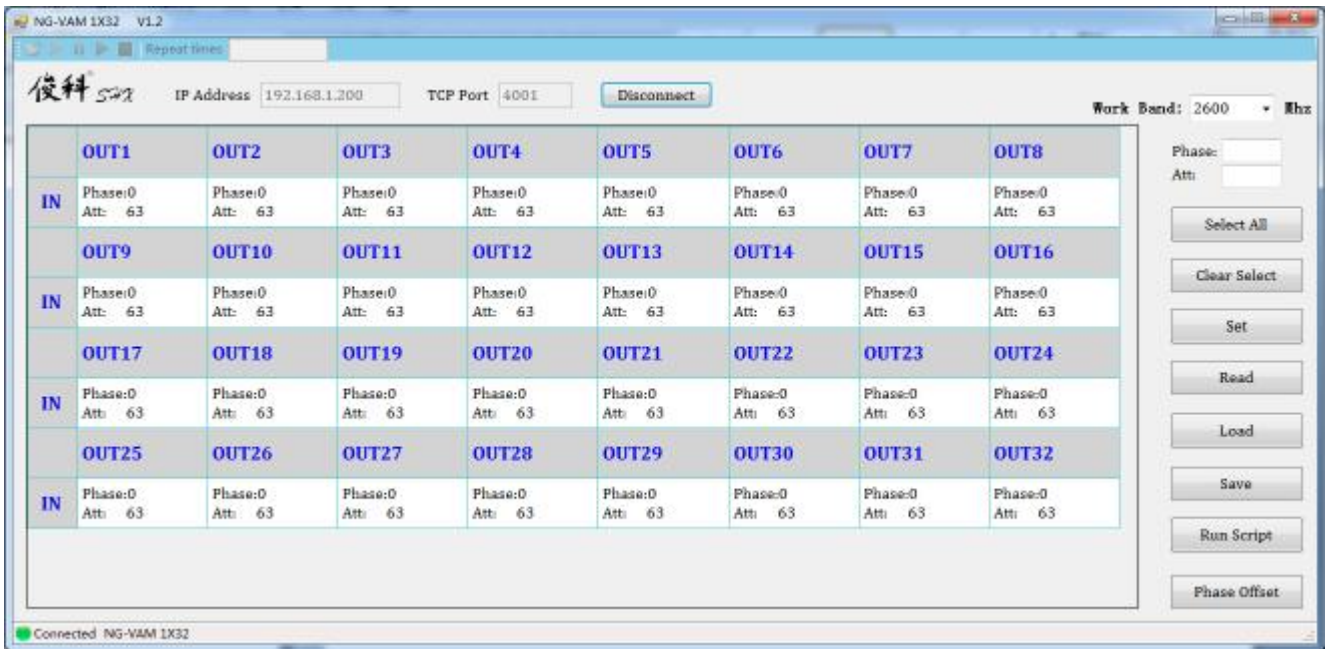 NG-VAM 1X32 V1.2
Repeat times
俊科 IP Address 192.168.1.200 TCP Port 4001 Disconnect
Work Band: 2600 Mhz
OUT1 OUT2 OUT3 OUT4 OUT5 OUT6 OUT7 OUT8
Phase:
Att:
IN Phase:0 Phase:0 Phase:0 Phase:0 Phase:0 Phase:0 Phase:0 Phase:0
Att: 63 Att: 63 Att: 63 Att: 63 Att: 63 Att: 63 Att: 63 Att: 63
Select All
OUT9 OUT10 OUT11 OUT12 OUT13 OUT14 OUT15 OUT16
Clear Select
IN Phase:0 Phase:0 Phase:0 Phase:0 Phase:0 Phase:0 Phase:0 Phase:0
Att: 63 Att: 63 Att: 63 Att: 63 Att: 63 Att: 63 Att: 63 Att: 63
Set
OUT17 OUT18 OUT19 OUT20 OUT21 OUT22 OUT23 OUT24
Read
IN Phase:0 Phase:0 Phase:0 Phase:0 Phase:0 Phase:0 Phase:0 Phase:0
Att: 63 Att: 63 Att: 63 Att: 63 Att: 63 Att: 63 Att: 63 Att: 63
Load
OUT25 OUT26 OUT27 OUT28 OUT29 OUT30 OUT31 OUT32
Save
IN Phase:0 Phase:0 Phase:0 Phase:0 Phase:0 Phase:0 Phase:0 Phase:0
Att: 63 Att: 63 Att: 63 Att: 63 Att: 63 Att: 63 Att: 63 Att: 63
Run Script
Phase Offset
Connected NG-VAM 1X32